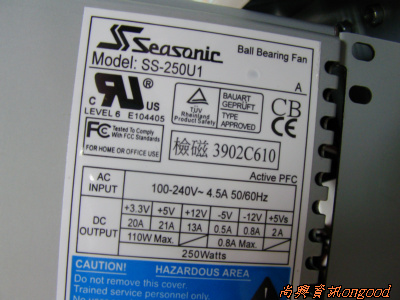 Seasonic
Ball Bearing Fan
Model: SS-250U1
A
C US
LEVEL 6 E104405
TÜV
Rheinland
Product Safety
BAUART
GEPRÜFT
TYPE
APPROVED
CB
CE
FC Tested To Comply
With FCC Standards
FOR HOME OR OFFICE USE
檢磁 3902C610
Active PFC
AC
INPUT
100-240V~ 4.5A 50/60Hz
DC
OUTPUT
+3.3V +5V +12V -5V -12V +5Vs
20A 21A 13A 0.5A 0.8A 2A
110W Max. 0.8A Max.
250Watts
CAUTION! HAZARDOUS AREA
Do not remove this cover.
Trained service personnel only.
尚興資訊ongood